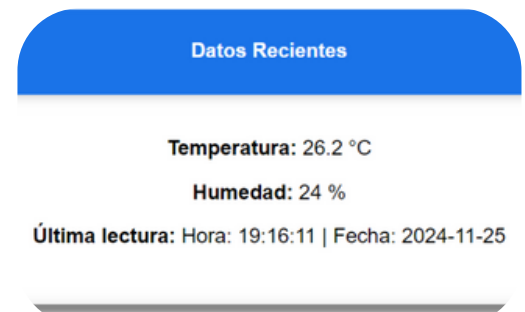 Datos Recientes
Temperatura: 26.2 °C
Humedad: 24 %
Última lectura: Hora: 19:16:11 | Fecha: 2024-11-25